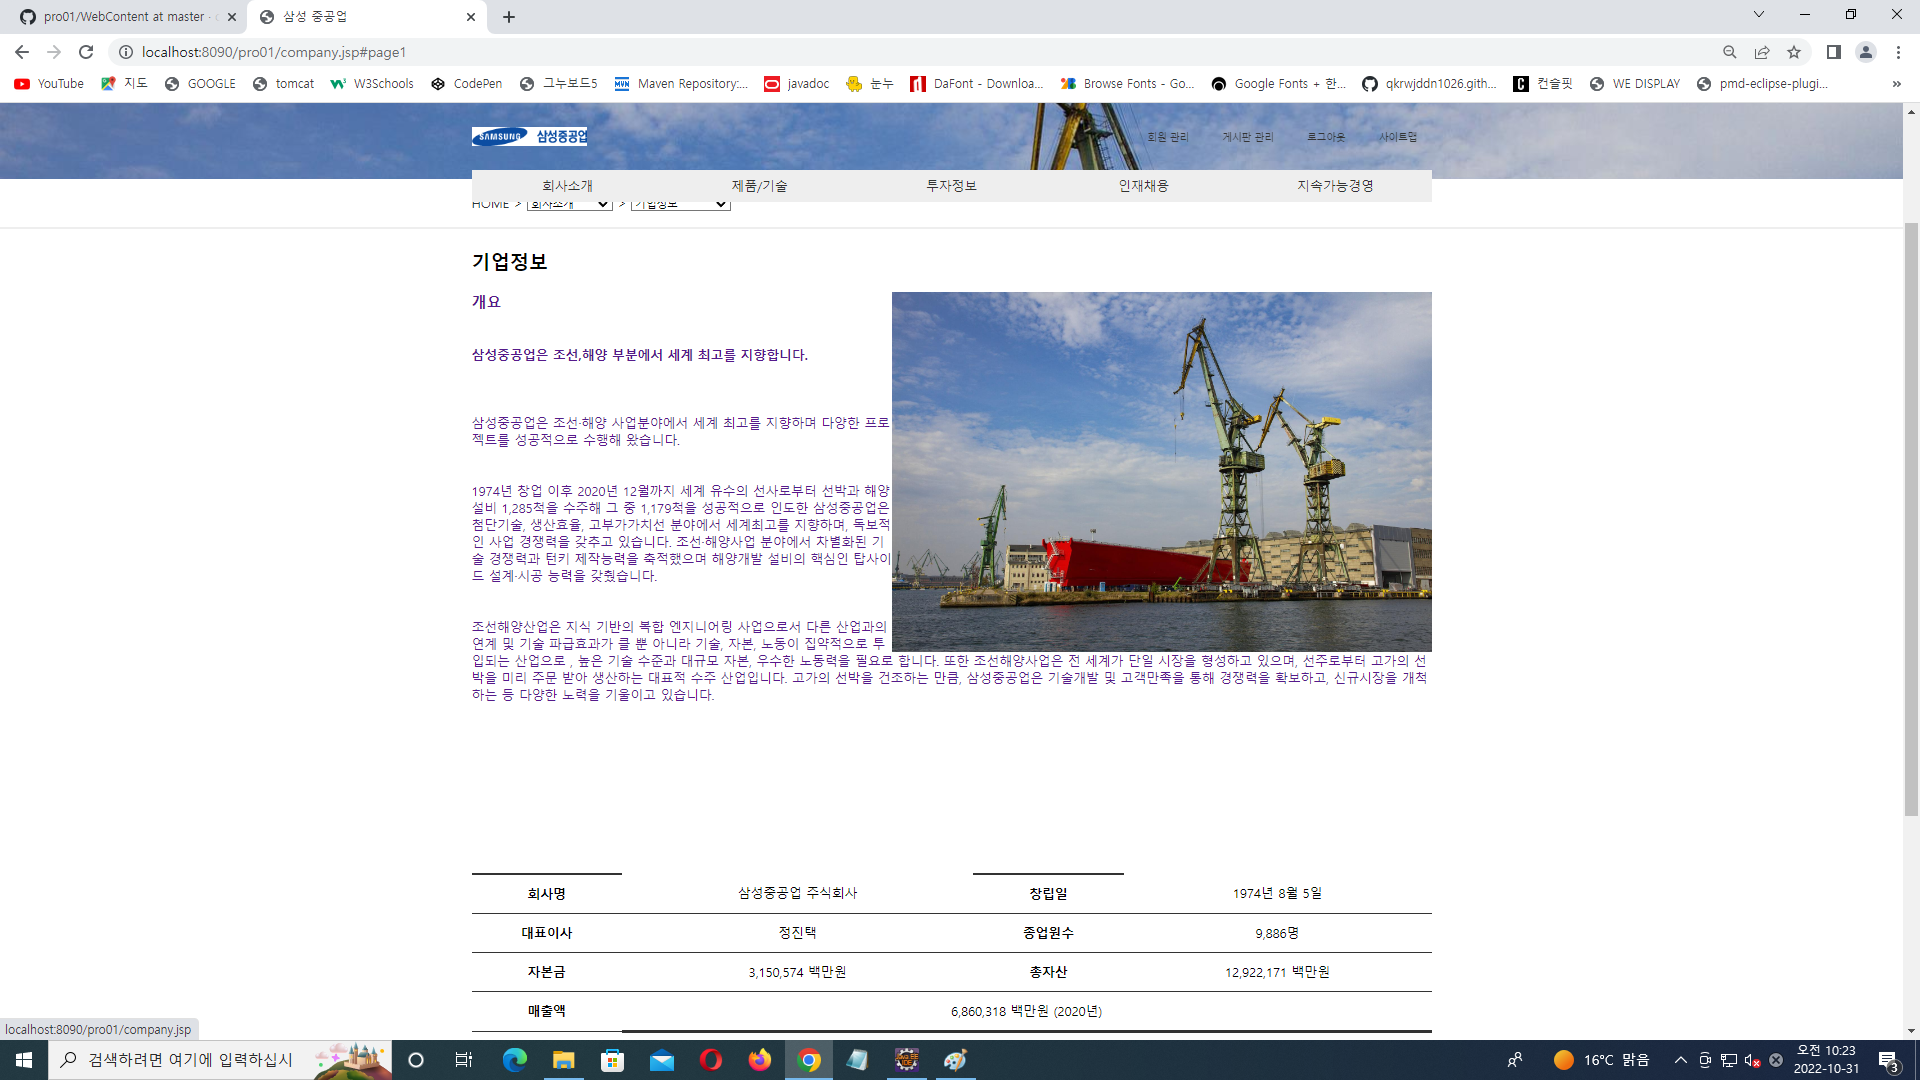 pro01/WebContent at master · 
삼성 중공업
localhost:8090/pro01/company.jsp#page1
YouTube
지도
GOOGLE
tomcat
W3Schools
CodePen
그누보드5
Maven Repository:...
javadoc
눈누
DaFont - Downloa...
Browse Fonts - Go...
Google Fonts + 한...
qkrwjddn1026.gith...
컨슬핏
WE DISPLAY
pmd-eclipse-plugi...
SAMSUNG 삼성중공업
회원 관리
게시판 관리
로그아웃
사이트맵
회사소개
제품/기술
투자정보
인재채용
지속가능경영
HOME > 회사소개 > 기업정보
기업정보
개요
삼성중공업은 조선,해양 부분에서 세계 최고를 지향합니다.
삼성중공업은 조선·해양 사업분야에서 세계 최고를 지향하며 다양한 프로
젝트를 성공적으로 수행해 왔습니다.
1974년 창업 이후 2020년 12월까지 세계 유수의 선사로부터 선박과 해양
설비 1,285척을 수주해 그 중 1,179척을 성공적으로 인도한 삼성중공업은
첨단기술, 생산효율, 고부가가치선 분야에서 세계최고를 지향하며, 독보적
인 사업 경쟁력을 갖추고 있습니다. 조선·해양사업 분야에서 차별화된 기
술 경쟁력과 턴키 제작능력을 축적했으며 해양개발 설비의 핵심인 탑사이
드 설계·시공 능력을 갖췄습니다.
조선해양산업은 지식 기반의 복합 엔지니어링 사업으로서 다른 산업과의
연계 및 기술 파급효과가 클 뿐 아니라 기술, 자본, 노동이 집약적으로 투
입되는 산업으로 , 높은 기술 수준과 대규모 자본, 우수한 노동력을 필요로 합니다. 또한 조선해양사업은 전 세계가 단일 시장을 형성하고 있으며, 선주로부터 고가의 선
박을 미리 주문 받아 생산하는 대표적 수주 산업입니다. 고가의 선박을 건조하는 만큼, 삼성중공업은 기술개발 및 고객만족을 통해 경쟁력을 확보하고, 신규시장을 개척
하는 등 다양한 노력을 기울이고 있습니다.
회사명 삼성중공업 주식회사 창립일 1974년 8월 5일
대표이사 정진택 종업원수 9,886명
자본금 3,150,574 백만원 총자산 12,922,171 백만원
매출액 6,860,318 백만원 (2020년)
localhost:8090/pro01/company.jsp
검색하려면 여기에 입력하십시
16°C 맑음
오전 10:23
2022-10-31
3